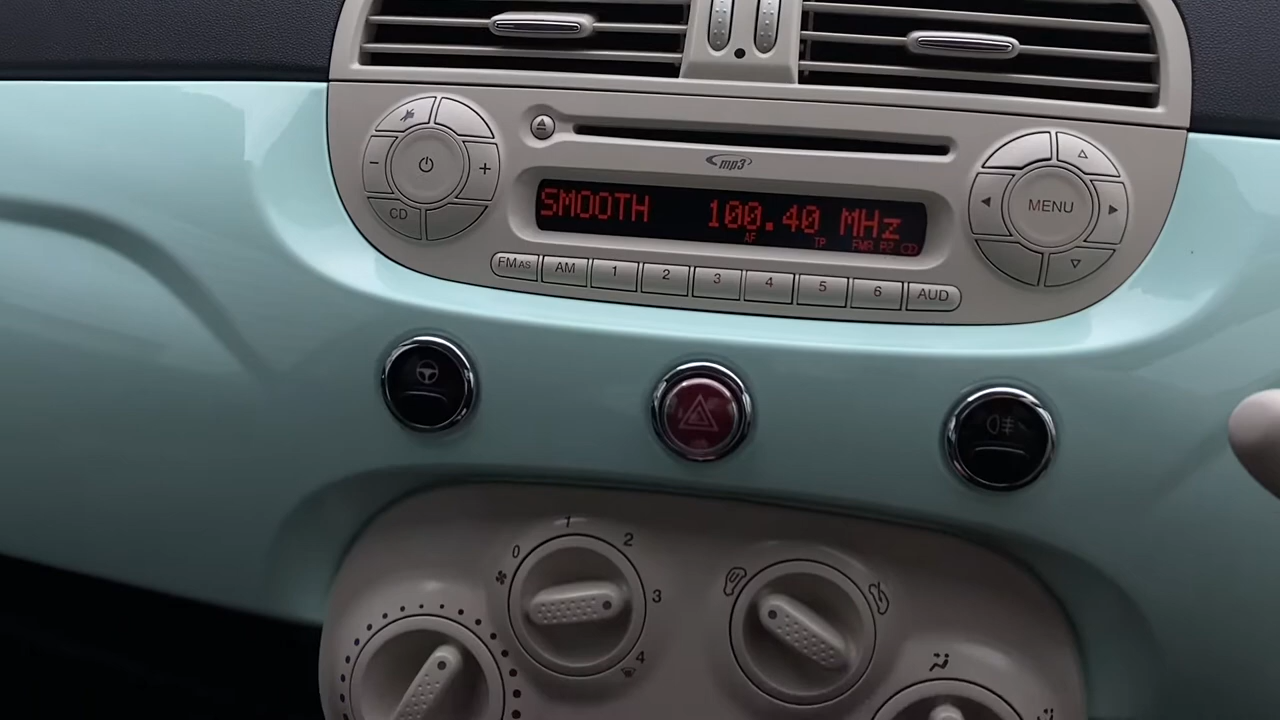 mp3
SMOOTH 100.40 MHz
AF TP FMA P2 CD
- +
CD
MENU
FM AS AM 1 2 3 4 5 6 AUD
0 1 2 3 4